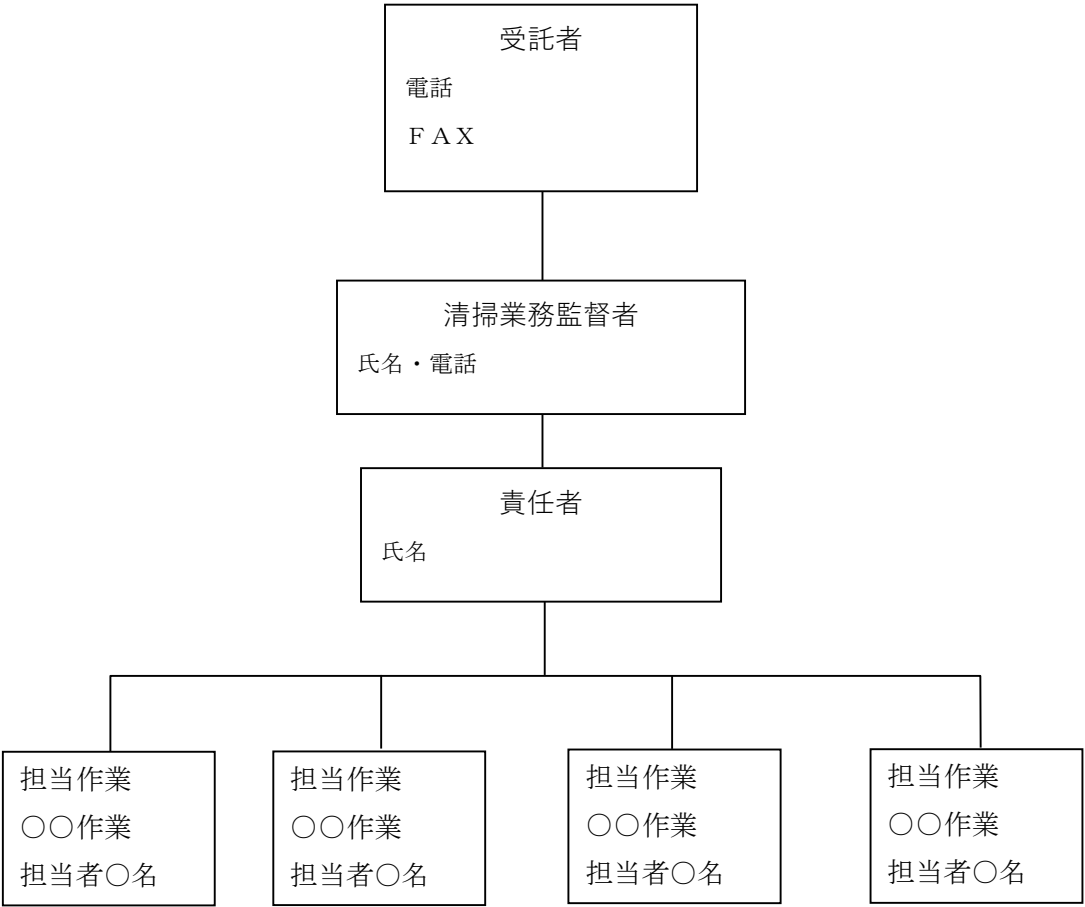 受託者
電話
ＦＡＸ
清掃業務監督者
氏名・電話
責任者
氏名
担当作業
○○作業
担当者○名
担当作業
○○作業
担当者○名
担当作業
○○作業
担当者○名
担当作業
○○作業
担当者○名